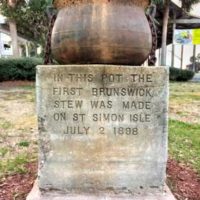 IN THIS POT THE
FIRST BRUNSWICK
STEW WAS MADE
ON ST SIMON ISLE
JULY 2 1898